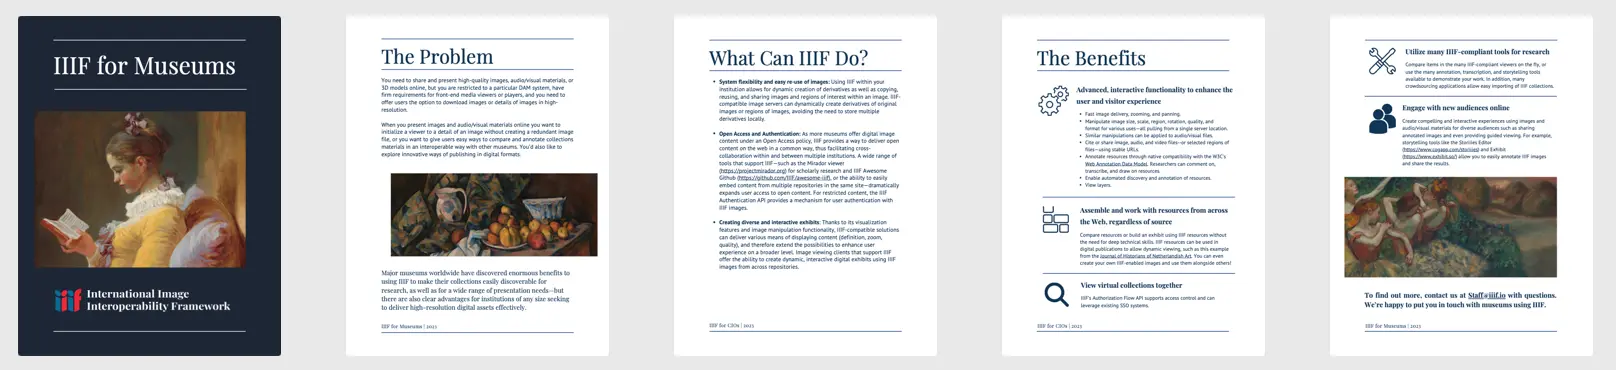 IIIF for Museums
International Image
Interoperability Framework
The Problem
You need to share and present high-quality images, audio/visual materials, or
3D models online, but you are restricted to a particular DAM system, have
firm requirements for front-end media viewers or players, and you need to
offer users the option to download images or details of images in high-
resolution.
When you present images and audio/visual materials online you want to
initialize a viewer to a detail of an image without creating a redundant image
file, or you want to give users easy ways to compare and annotate collections
materials in an interoperable way with other museums. You'd also like to
explore innovative ways of publishing in digital formats.
Major museums worldwide have discovered enormous benefits to
using IIIF to make their collections easily discoverable for
research, as well as for a wide range of presentation needs—but
there are also clear advantages for institutions of any size seeking
to deliver high-resolution digital assets effectively.
IIIF for Museums | 2023
What Can IIIF Do?
• System flexibility and easy re-use of images: Using IIIF within your
institution allows for dynamic creation of derivatives as well as copying,
reusing, and sharing images and regions of interest within an image. IIIF-
compatible image servers can dynamically create derivatives of original
images or regions of images, avoiding the need to store multiple
derivatives locally.
• Open Access and Authentication: As more museums offer digital image
content under an Open Access policy, IIIF provides a way to deliver open
content on the web in a common way, thus facilitating cross-
collaboration within and between multiple institutions. A wide range of
tools that support IIIF—such as the Mirador viewer
(https://projectmirador.org) for scholarly research and IIIF Awesome
Github (https://github.com/IIIF/awesome-iiif), or the ability to easily
embed content from multiple repositories in the same site—dramatically
expands user access to open content. For restricted content, the IIIF
Authentication API provides a mechanism for user authentication with
IIIF images.
• Creating diverse and interactive exhibits: Thanks to its visualization
features and image manipulation functionality, IIIF-compatible solutions
can deliver various means of displaying content (definition, zoom,
quality), and therefore extend the possibilities to enhance user
experience on a broader level. Image viewing clients that support IIIF
offer the ability to create dynamic, interactive digital exhibits using IIIF
images from across repositories.
IIIF for CIOs | 2023
The Benefits
Advanced, interactive functionality to enhance the
user and visitor experience
• Fast image delivery, zooming, and panning.
• Manipulate image size, scale, region, rotation, quality, and
format for various uses—all pulling from a single server location.
• Similar manipulations can be applied to audio/visual files.
• Cite or share image, audio, and video files—or selected regions of
files—using stable URLs.
• Annotate resources through native compatibility with the W3C's
Web Annotation Data Model. Researchers can comment on,
transcribe, and draw on resources.
• Enable automated discovery and annotation of resources.
• View layers.
Assemble and work with resources from across
the Web, regardless of source
Compare resources or build an exhibit using IIIF resources without
the need for deep technical skills. IIIF resources can be used in
digital publications to allow dynamic viewing, such as this example
from the Journal of Historians of Netherlandish Art. You can even
create your own IIIF-enabled images and use them alongside others!
View virtual collections together
IIIF's Authorization Flow API supports access control and can
leverage existing SSO systems.
IIIF for CIOs | 2023
Utilize many IIIF-compliant tools for research
Compare items in the many IIIF-compliant viewers on the fly, or
use the many annotation, transcription, and storytelling tools
available to demonstrate your work. In addition, many
crowdsourcing applications allow easy importing of IIIF collections.
Engage with new audiences online
Create compelling and interactive experiences using images and
audio/visual materials for diverse audiences such as sharing
annotated images and even providing guided viewing. For example,
storytelling tools like the Storiiies Editor
(https://www.cogapp.com/storiiies) and Exhibit
(https://www.exhibit.so/) allow you to easily annotate IIIF images
and share the results.
To find out more, contact us at Staff@iiif.io with questions.
We're happy to put you in touch with museums using IIIF.
IIIF for Museums | 2023